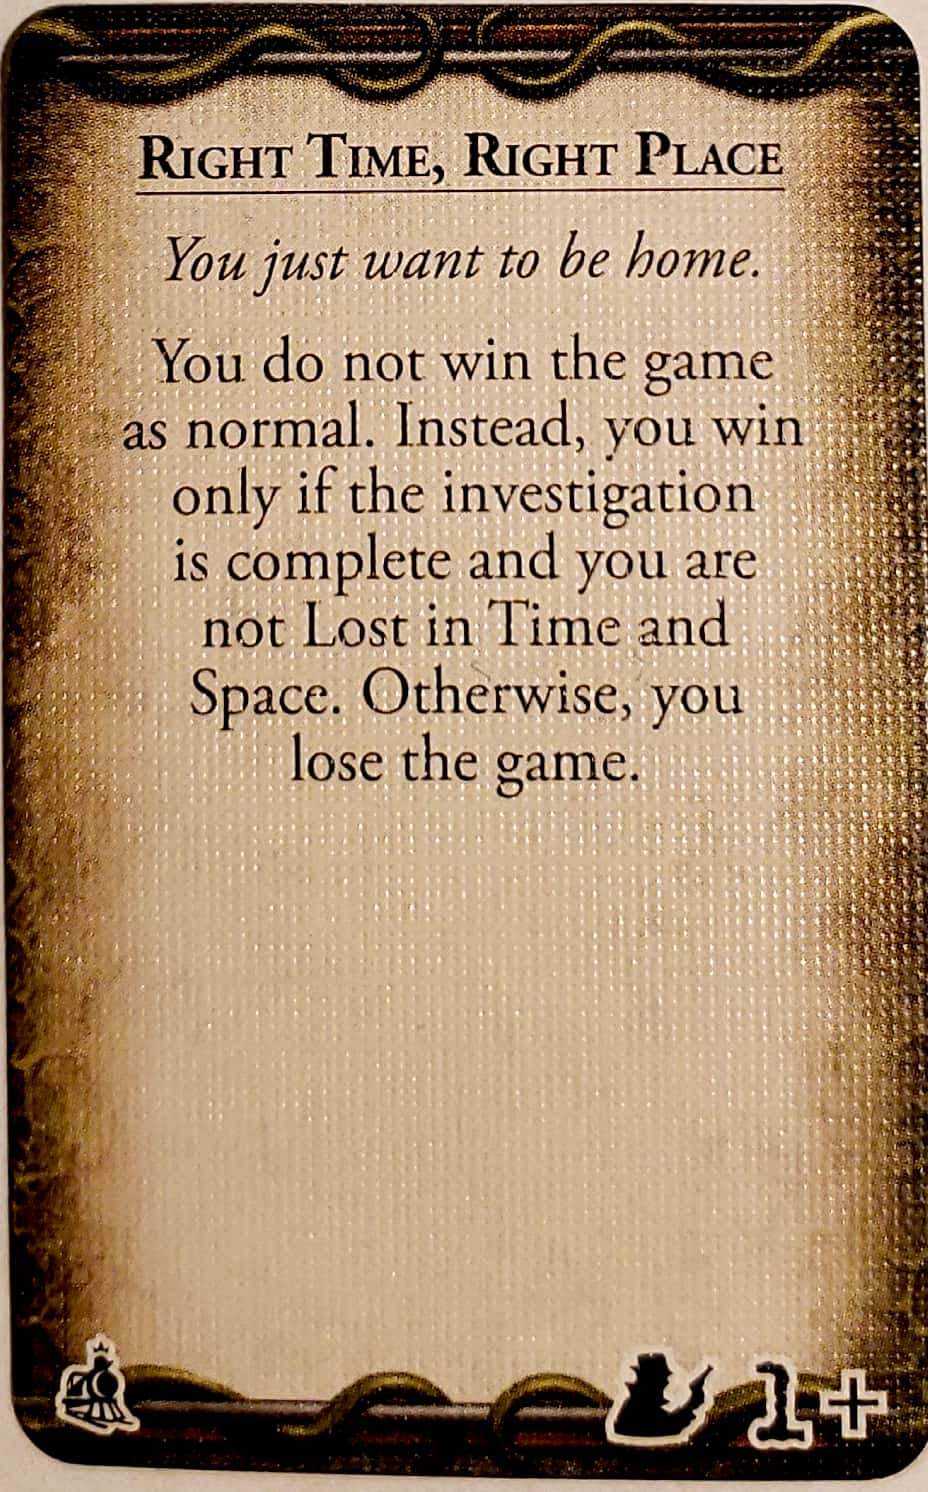 Right Time, Right Place
You just want to be home.
You do not win the game
as normal. Instead, you win
only if the investigation
is complete and you are
not Lost in Time and
Space. Otherwise, you
lose the game.
1+